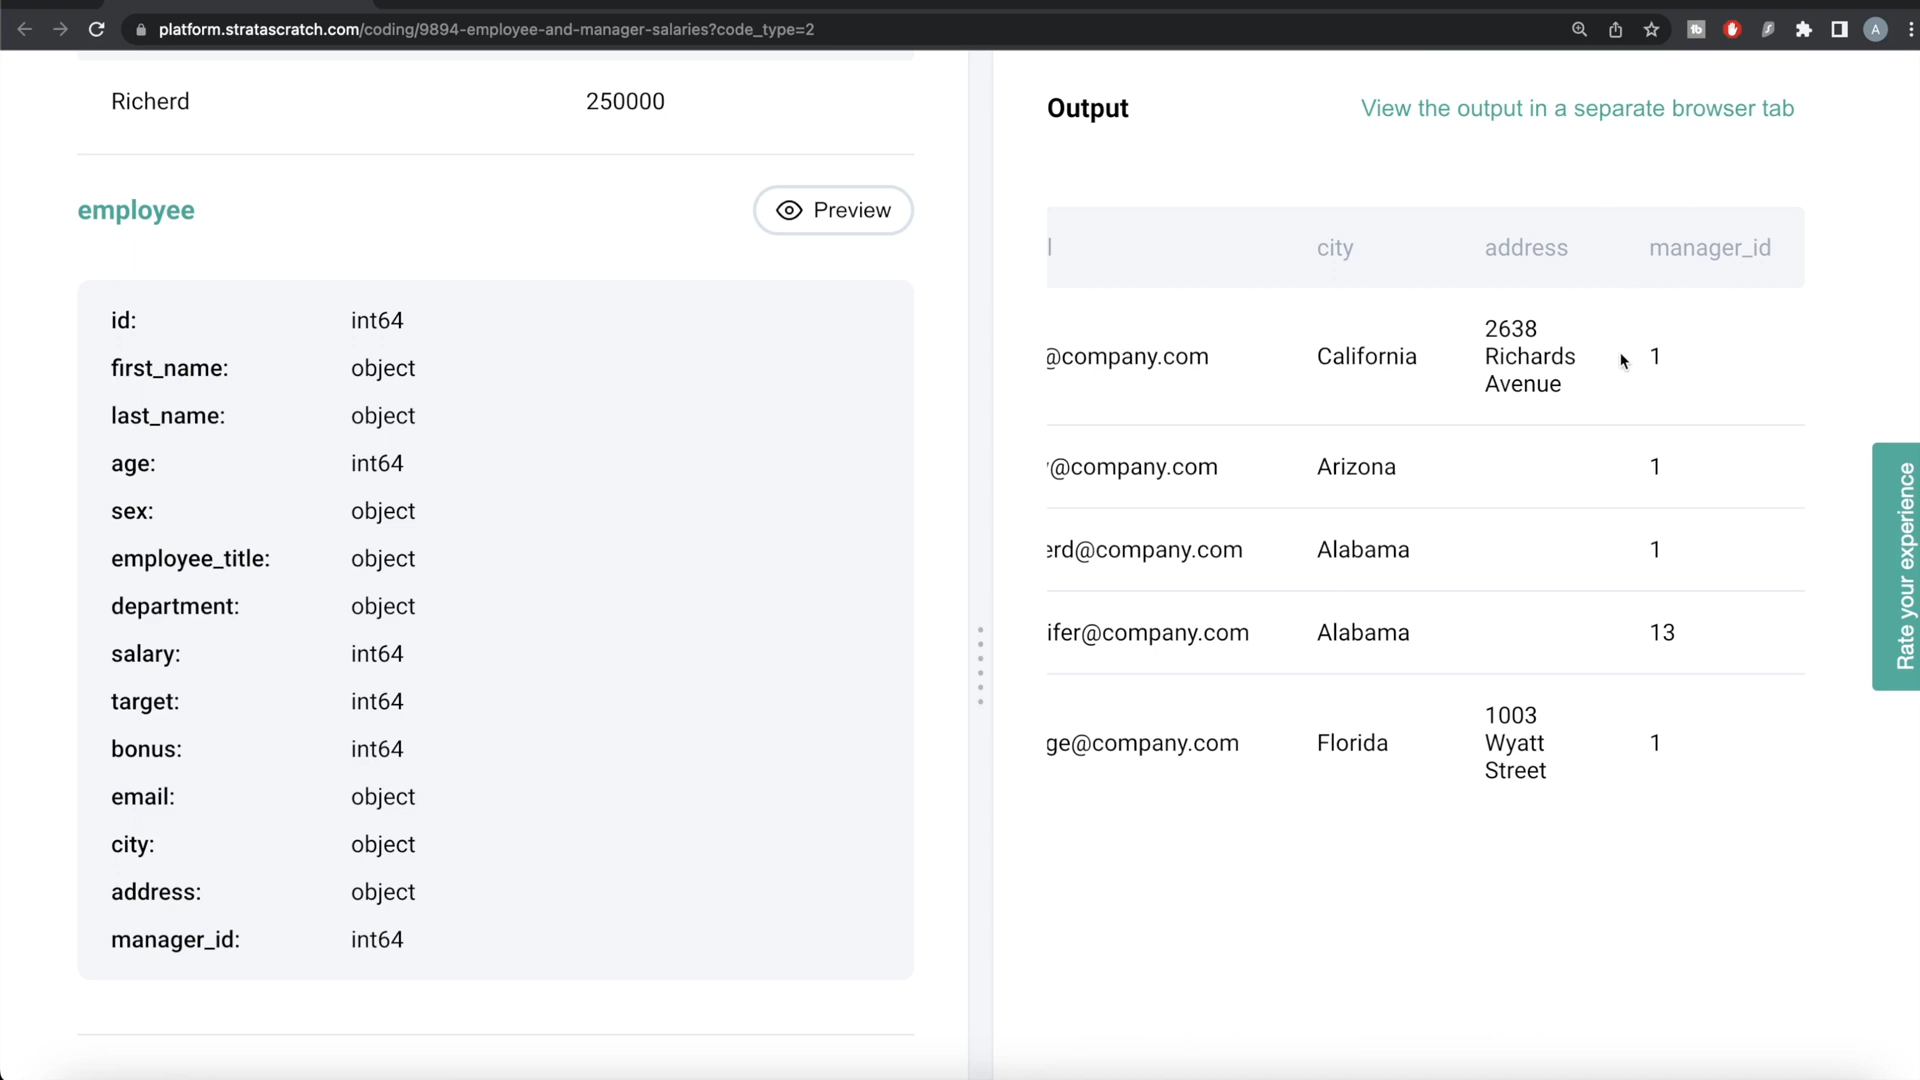 platform.stratascratch.com/coding/9894-employee-and-manager-salaries?code_type=2
A
Richerd 250000
employee
Preview
id: int64
first_name: object
last_name: object
age: int64
sex: object
employee_title: object
department: object
salary: int64
target: int64
bonus: int64
email: object
city: object
address: object
manager_id: int64
Output
View the output in a separate browser tab
l city address manager_id
@company.com California 2638 Richards Avenue 1
@company.com Arizona 1
erd@company.com Alabama 1
ifer@company.com Alabama 13
ge@company.com Florida 1003 Wyatt Street 1
Rate your experience